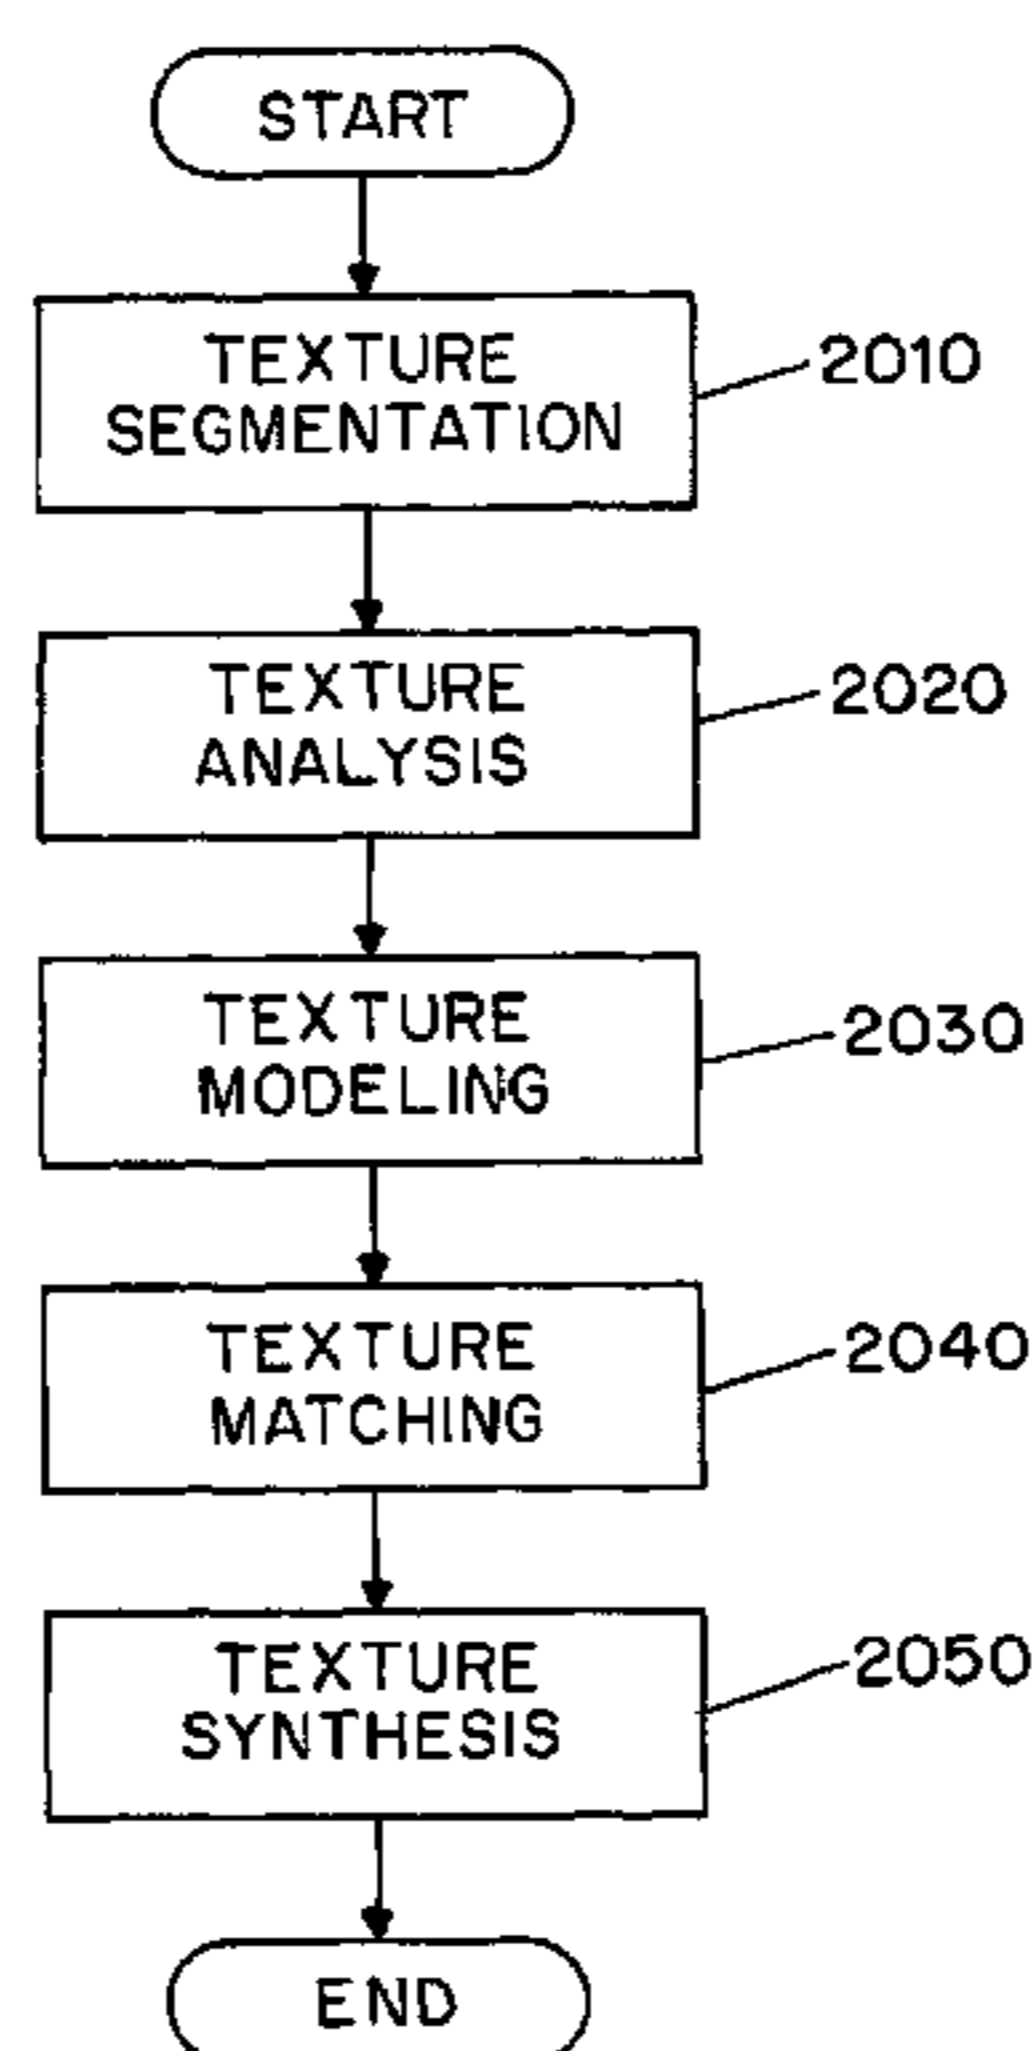 START
TEXTURE
SEGMENTATION
2010
TEXTURE
ANALYSIS
2020
TEXTURE
MODELING
2030
TEXTURE
MATCHING
2040
TEXTURE
SYNTHESIS
2050
END